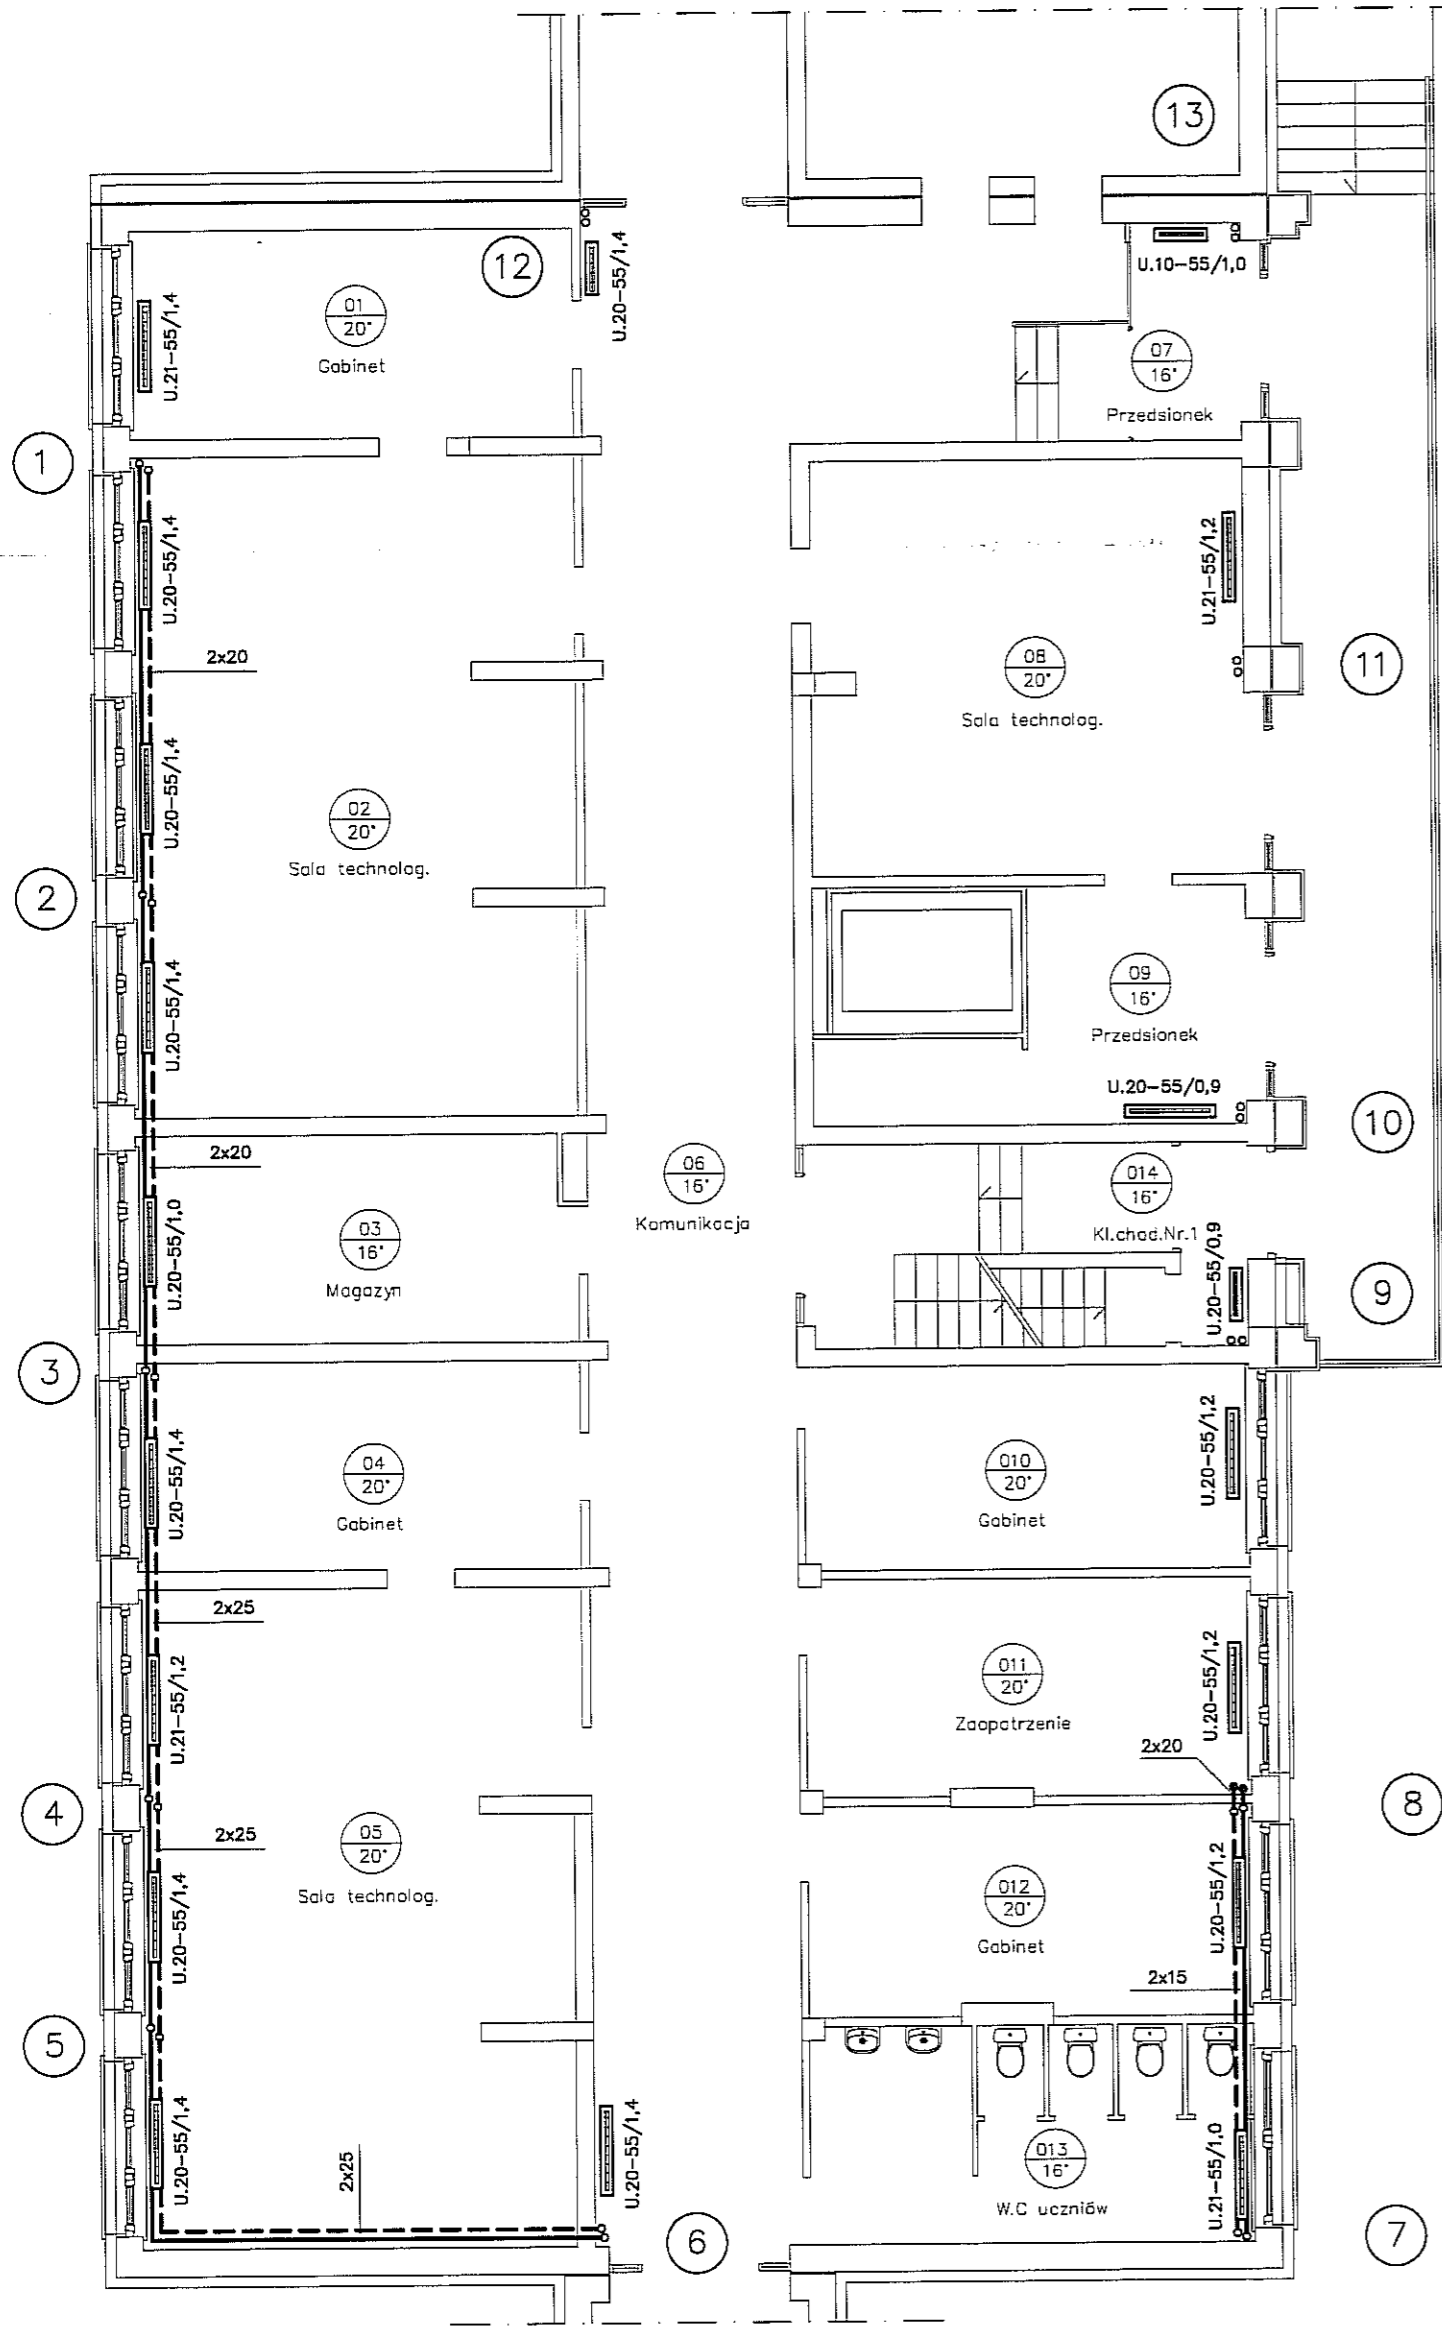 13
12
U.20-55/1,4
U.10-55/1,0
01
20°
Gabinet
U.21-55/1,4
07
16°
Przedsionek
1
U.20-55/1,4
U.21-55/1,2
2x20
08
20°
Sala technolog.
11
U.20-55/1,4
02
20°
Sala technolog.
2
U.20-55/1,4
09
16°
Przedsionek
U.20-55/0,9
10
2x20
06
16°
Komunikacja
014
16°
Kl.chod.Nr.1
03
16°
Magazyn
U.20-55/1,0
U.20-55/0,9
9
3
U.20-55/1,4
04
20°
Gabinet
010
20°
Gabinet
U.20-55/1,2
2x25
U.21-55/1,2
011
20°
Zaopatrzenie
U.20-55/1,2
2x20
4
8
2x25
05
20°
Sala technolog.
U.20-55/1,4
012
20°
Gabinet
U.20-55/1,2
2x15
5
U.20-55/1,4
2x25
U.20-55/1,4
013
16°
W.C uczniów
U.21-55/1,0
6
7